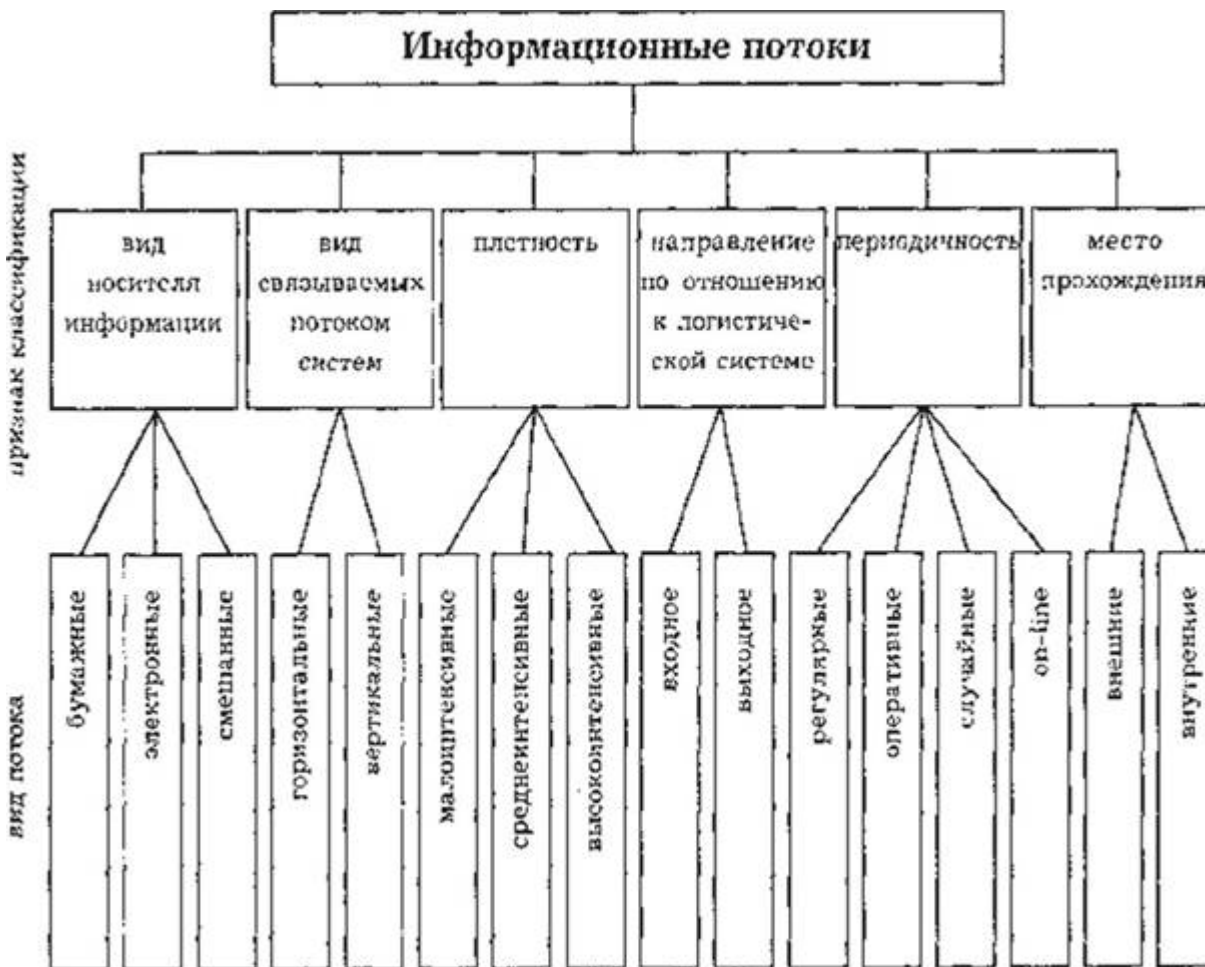 Информационные потоки
признак классификации
вид
носителя
информации
вид
связываемых
потоком
систем
плотность
направление
по отношению
к логистиче-
ской системе
периодичность
место
прохождения
вид потока
бумажные
электронные
смешанные
горизонтальные
вертикальные
малоинтенсивные
среднеинтенсивные
высокоинтенсивные
входное
выходное
регулярные
оперативные
случайные
on-line
внешние
внутренние